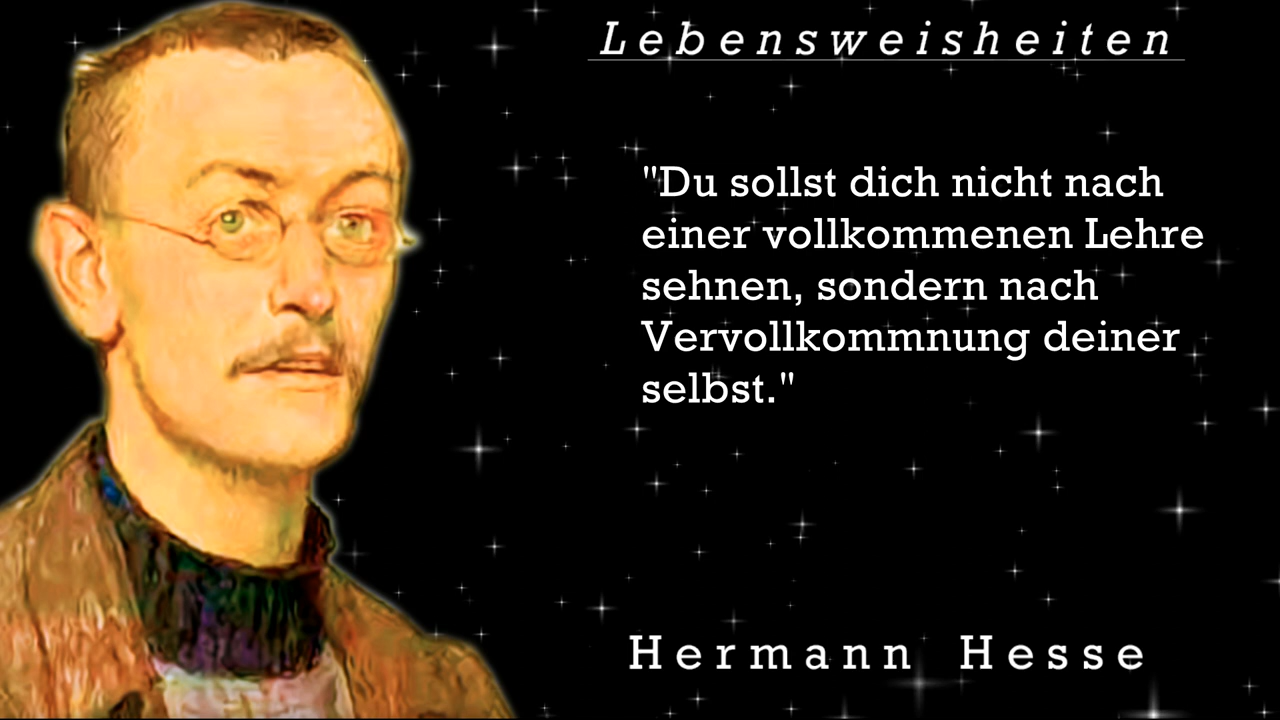 Lebensweisheiten
"Du sollst dich nicht nach
einer vollkommenen Lehre
sehnen, sondern nach
Vervollkommnung deiner
selbst."
Hermann Hesse